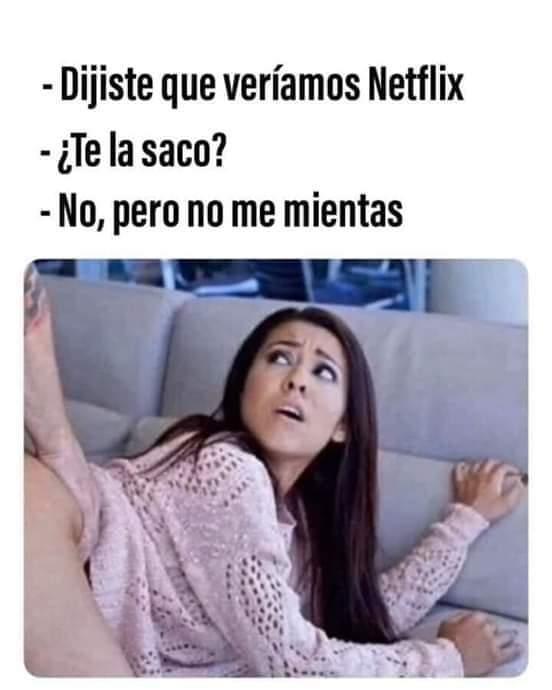 - Dijiste que veríamos Netflix
- ¿Te la saco?
- No, pero no me mientas